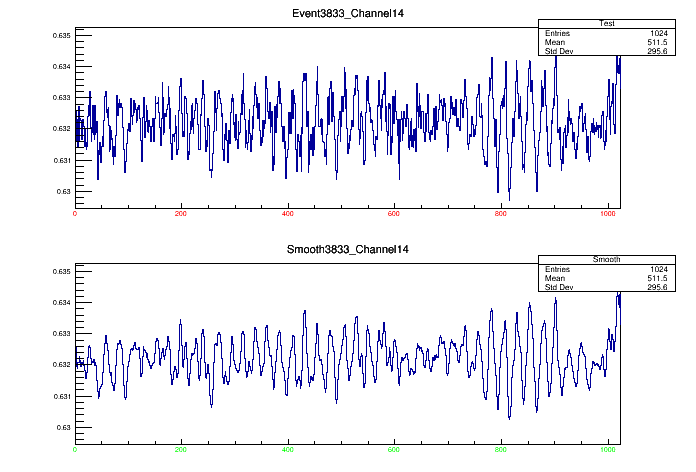 Event3833_Channel14
Test
Entries 1024
Mean 511.5
Std Dev 295.6
0.635
0.634
0.633
0.632
0.631
0.63
0 200 400 600 800 1000
Smooth3833_Channel14
Smooth
Entries 1024
Mean 511.5
Std Dev 295.6
0.635
0.634
0.633
0.632
0.631
0.63
0 200 400 600 800 1000